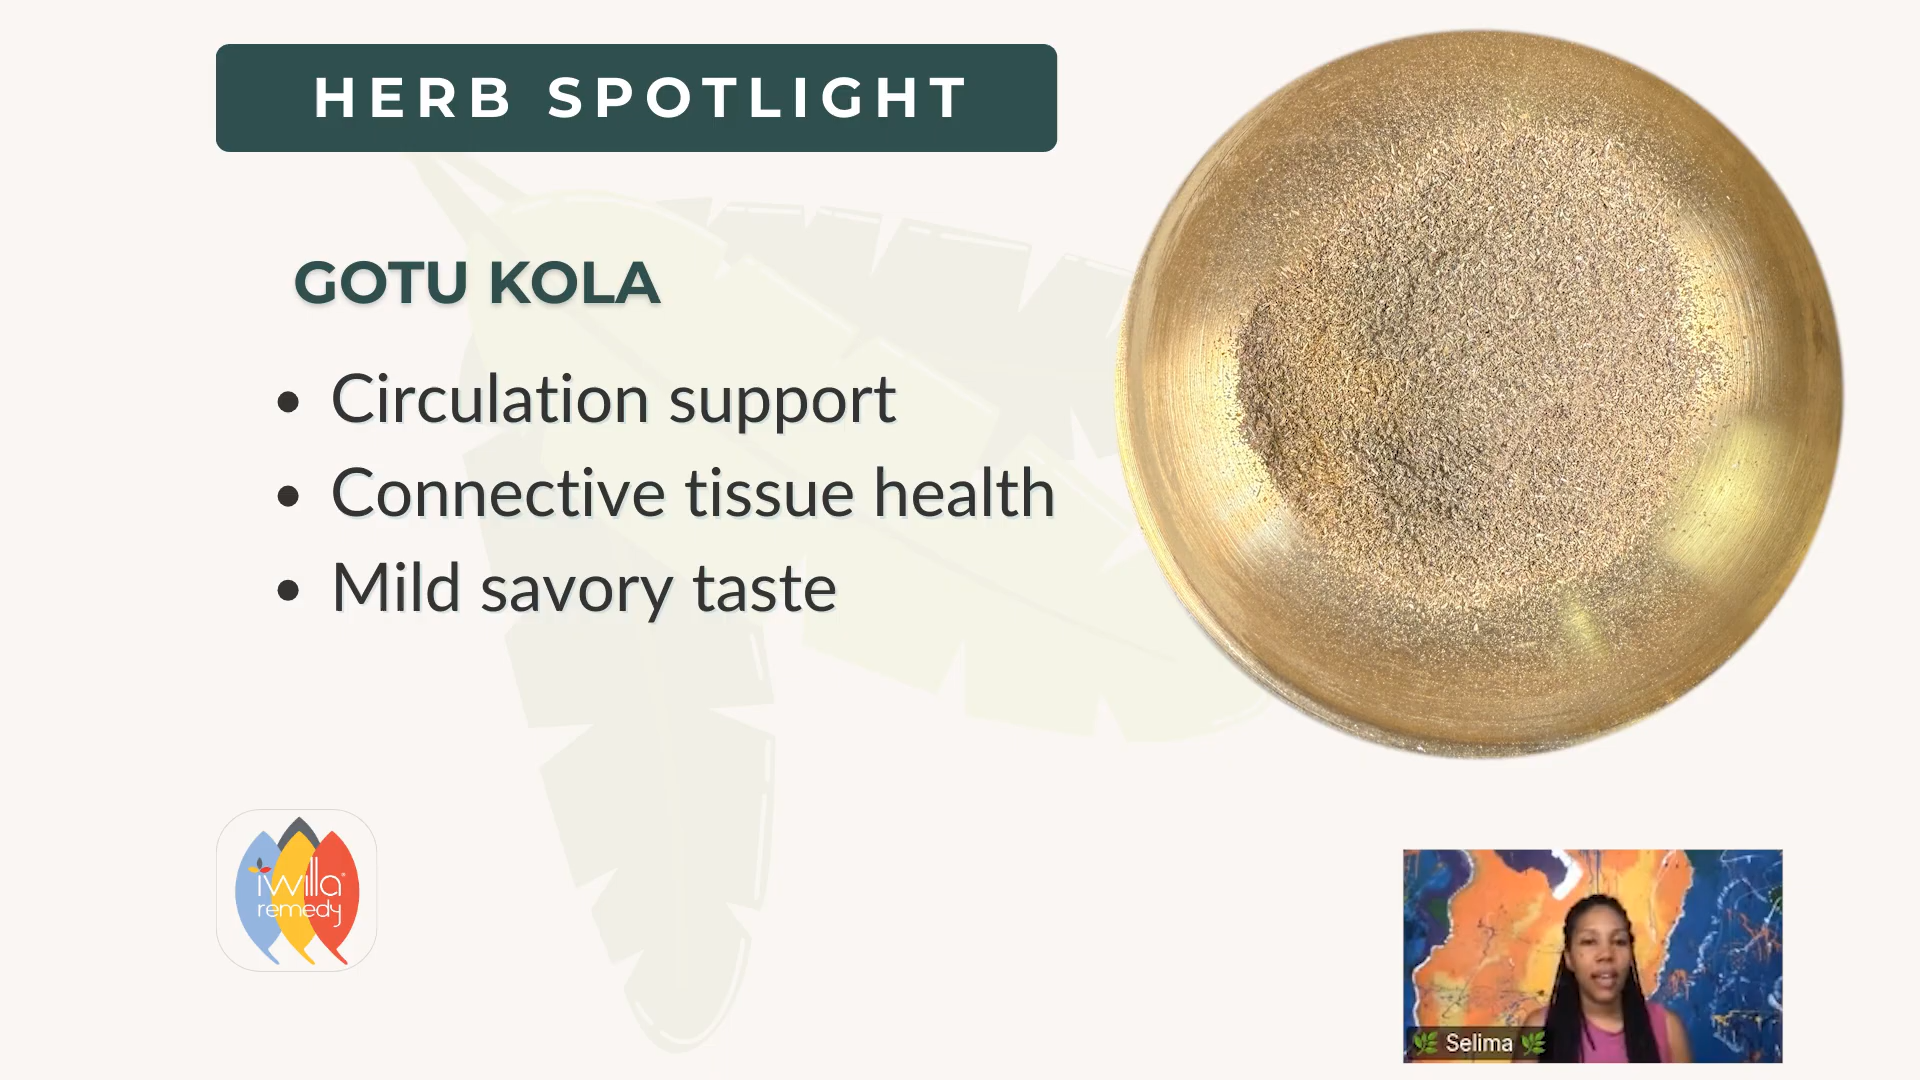 HERB SPOTLIGHT
GOTU KOLA
• Circulation support
• Connective tissue health
• Mild savory taste
iwilla®
remedy
🌿 Selima 🌿